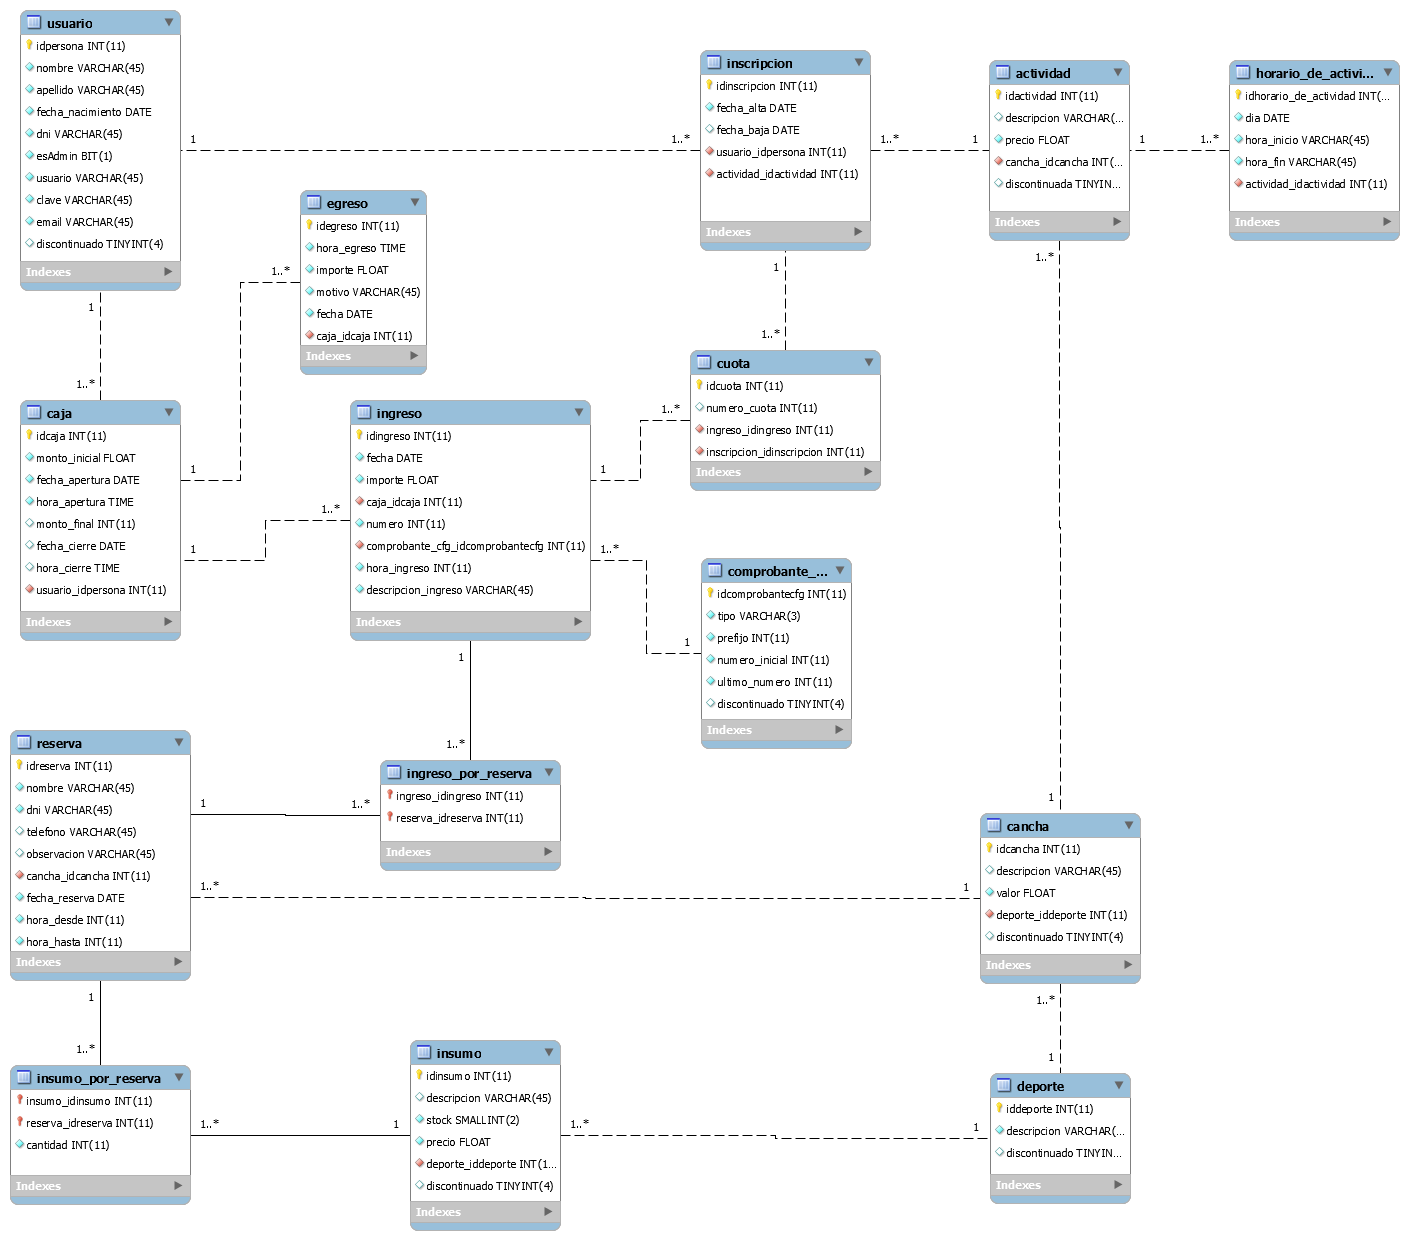 usuario
idpersona INT(11)
nombre VARCHAR(45)
apellido VARCHAR(45)
fecha_nacimiento DATE
dni VARCHAR(45)
esAdmin BIT(1)
usuario VARCHAR(45)
clave VARCHAR(45)
email VARCHAR(45)
discontinuado TINYINT(4)
Indexes
1
1..*
inscripcion
idinscripcion INT(11)
fecha_alta DATE
fecha_baja DATE
usuario_idpersona INT(11)
actividad_idactividad INT(11)
Indexes
1..*
1
actividad
idactividad INT(11)
descripcion VARCHAR(...
precio FLOAT
cancha_idcancha INT(...
discontinuada TINYIN...
Indexes
1
1..*
horario_de_activi...
idhorario_de_actividad INT(...
dia DATE
hora_inicio VARCHAR(45)
hora_fin VARCHAR(45)
actividad_idactividad INT(11)
Indexes
egreso
idegreso INT(11)
hora_egreso TIME
importe FLOAT
motivo VARCHAR(45)
fecha DATE
caja_idcaja INT(11)
Indexes
1..*
1
1..*
1
1..*
1..*
cuota
idcuota INT(11)
numero_cuota INT(11)
ingreso_idingreso INT(11)
inscripcion_idinscripcion INT(11)
Indexes
1..*
1
caja
idcaja INT(11)
monto_inicial FLOAT
fecha_apertura DATE
hora_apertura TIME
monto_final INT(11)
fecha_cierre DATE
hora_cierre TIME
usuario_idpersona INT(11)
Indexes
1
1
1..*
ingreso
idingreso INT(11)
fecha DATE
importe FLOAT
caja_idcaja INT(11)
numero INT(11)
comprobante_cfg_idcomprobantecfg INT(11)
hora_ingreso INT(11)
descripcion_ingreso VARCHAR(45)
Indexes
1..*
1
comprobante_...
idcomprobantecfg INT(11)
tipo VARCHAR(3)
prefijo INT(11)
numero_inicial INT(11)
ultimo_numero INT(11)
discontinuado TINYINT(4)
Indexes
1
1..*
reserva
idreserva INT(11)
nombre VARCHAR(45)
dni VARCHAR(45)
telefono VARCHAR(45)
observacion VARCHAR(45)
cancha_idcancha INT(11)
fecha_reserva DATE
hora_desde INT(11)
hora_hasta INT(11)
Indexes
1
1..*
ingreso_por_reserva
ingreso_idingreso INT(11)
reserva_idreserva INT(11)
Indexes
1..*
1
1
cancha
idcancha INT(11)
descripcion VARCHAR(45)
valor FLOAT
deporte_iddeporte INT(11)
discontinuado TINYINT(4)
Indexes
1..*
1
1
1..*
insumo_por_reserva
insumo_idinsumo INT(11)
reserva_idreserva INT(11)
cantidad INT(11)
Indexes
1..*
1
insumo
idinsumo INT(11)
descripcion VARCHAR(45)
stock SMALLINT(2)
precio FLOAT
deporte_iddeporte INT(1...
discontinuado TINYINT(4)
Indexes
1..*
1
deporte
iddeporte INT(11)
descripcion VARCHAR(...
discontinuado TINYIN...
Indexes